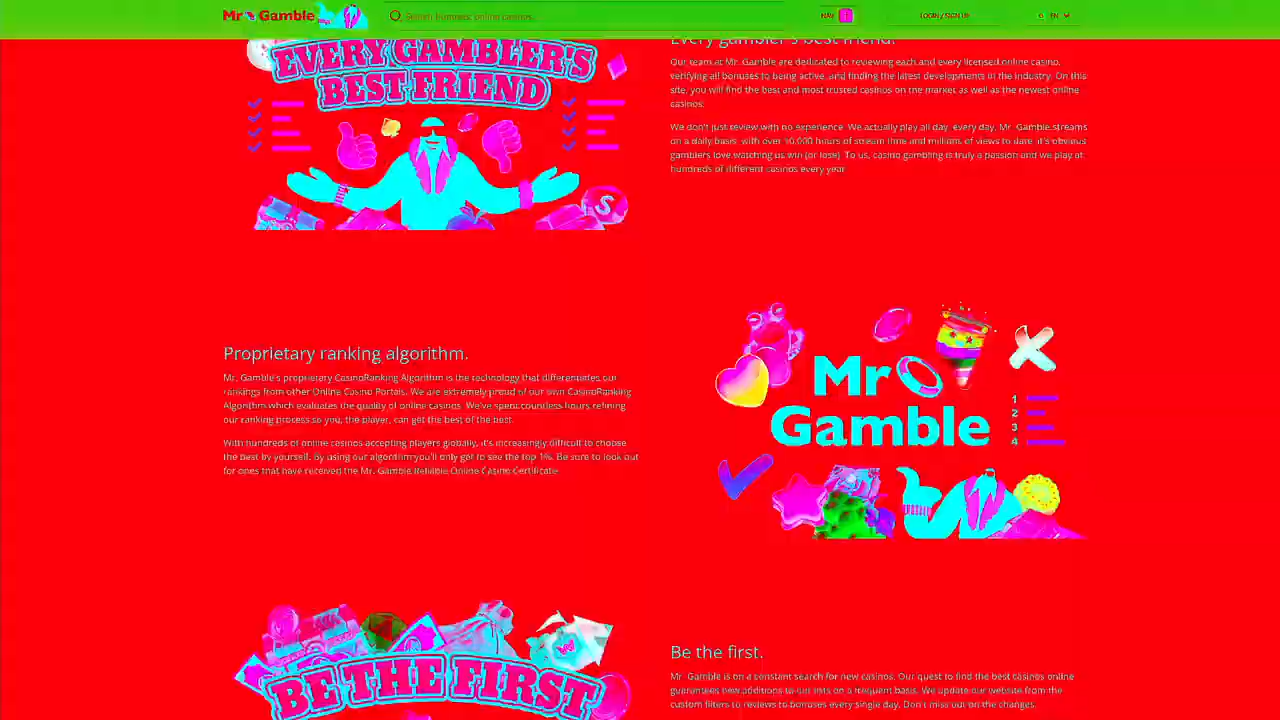 Mr Gamble
Search bonuses, online casinos...
LOGIN / SIGN UP
EN
EVERY GAMBLER'S
BEST FRIEND
Every gambler's best friend.
Our team at Mr. Gamble are dedicated to reviewing each and every licensed online casino,
verifying all bonuses to being active, and finding the latest developments in the industry. On this
site, you will find the best and most trusted casinos on the market as well as the newest online
casinos.
We don't just review with no experience. We actually play all day, every day. Mr. Gamble streams
on a daily basis, with over 10,000 hours of stream time and millions of views to date it's obvious
gamblers love watching us win (or lose). To us, casino gambling is truly a passion and we play at
hundreds of different casinos every year.
S
Proprietary ranking algorithm.
Mr. Gamble's proprietary CasinoRanking Algorithm is the technology that differentiates our
rankings from other Online Casino Portals. We are extremely proud of our own CasinoRanking
Algorithm which evaluates the quality of online casinos. We've spent countless hours refining
our ranking process so you, the player, can get the best of the best.
With hundreds of online casinos accepting players globally, it's increasingly difficult to choose
the best by yourself. By using our algorithm you'll only get to see the top 1%. Be sure to look out
for ones that have received the Mr. Gamble Reliable Online Casino Certificate.
Mr
Gamble
1
2
3
4
BE THE FIRST
Be the first.
Mr. Gamble is on a constant search for new casinos. Our quest to find the best casinos online
guarantees new additions to our lists on a frequent basis. We update our website from the
custom filters to reviews to bonuses every single day. Don't miss out on the changes.